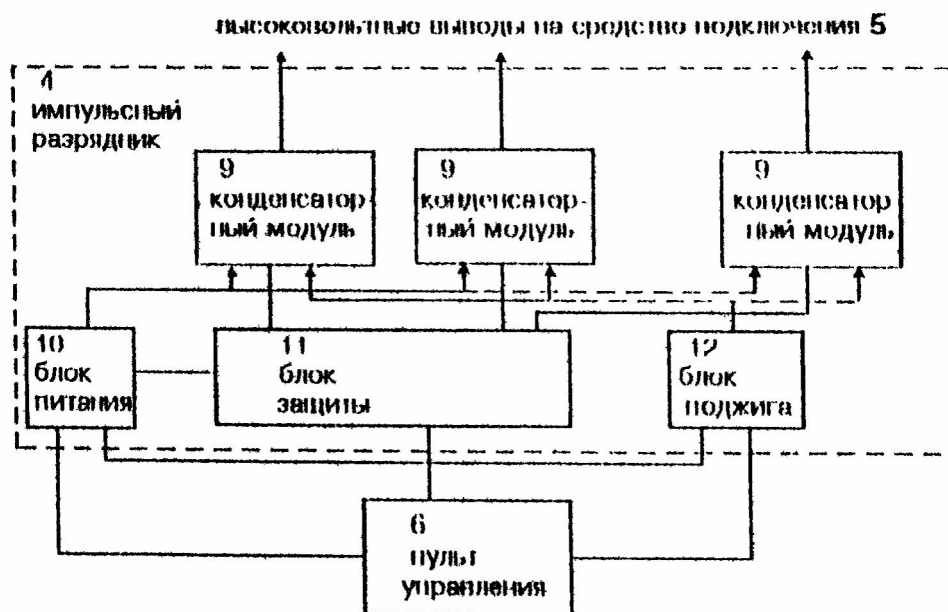 высоковольтные выводы на средство подключения 5
4
импульсный
разрядник
9
конденсатор
ный модуль
9
конденсатор-
ный модуль
9
конденсатор
ный модуль
10
блок
питания
11
блок
защиты
12
блок
поджига
6
пульт
управления